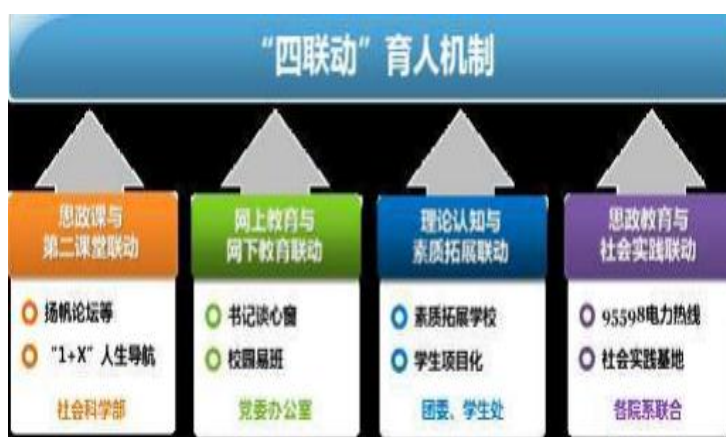 “四联动”育人机制
思政课与
第二课堂联动
扬帆论坛等
“1+X”人生导航
社会科学部
网上教育与
网下教育联动
书记谈心窗
校园易班
党委办公室
理论认知与
素质拓展联动
素质拓展学校
学生项目化
团委、学生处
思政教育与
社会实践联动
95598电力热线
社会实践基地
各院系联合